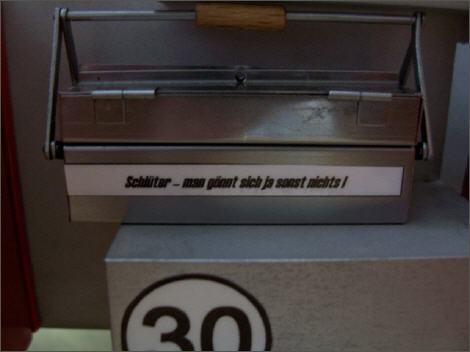 Schlüter – man gönnt sich ja sonst nichts !
30